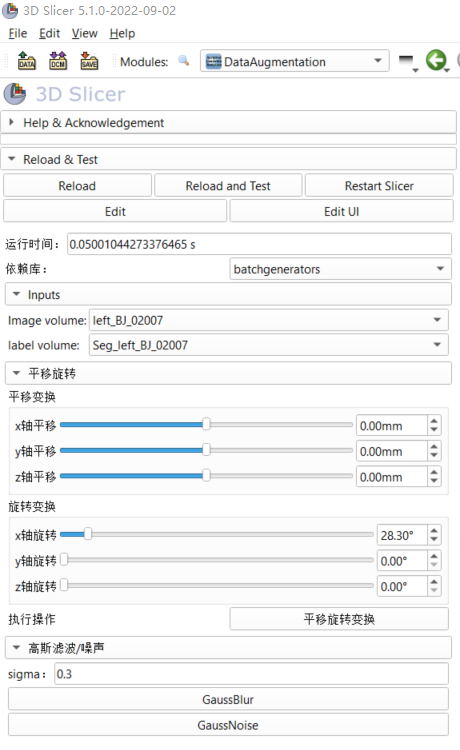 3D Slicer 5.1.0-2022-09-02
File Edit View Help
DATA DCM SAVE Modules: DataAugmentation
3D Slicer
Help & Acknowledgement
Reload & Test
Reload Reload and Test Restart Slicer
Edit Edit UI
运行时间： 0.05001044273376465 s
依赖库： batchgenerators
Inputs
Image volume: left_BJ_02007
label volume: Seg_left_BJ_02007
平移旋转
平移变换
x轴平移 0.00mm
y轴平移 0.00mm
z轴平移 0.00mm
旋转变换
x轴旋转 28.30°
y轴旋转 0.00°
z轴旋转 0.00°
执行操作 平移旋转变换
高斯滤波/噪声
sigma： 0.3
GaussBlur
GaussNoise